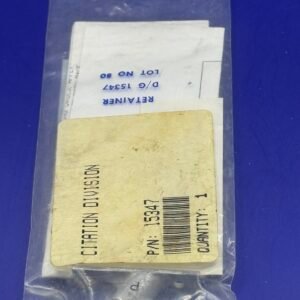 RETAINER
D/G 15347
LOT NO 80
CITATION DIVISION
P/N: 15347
QUANTITY: 1